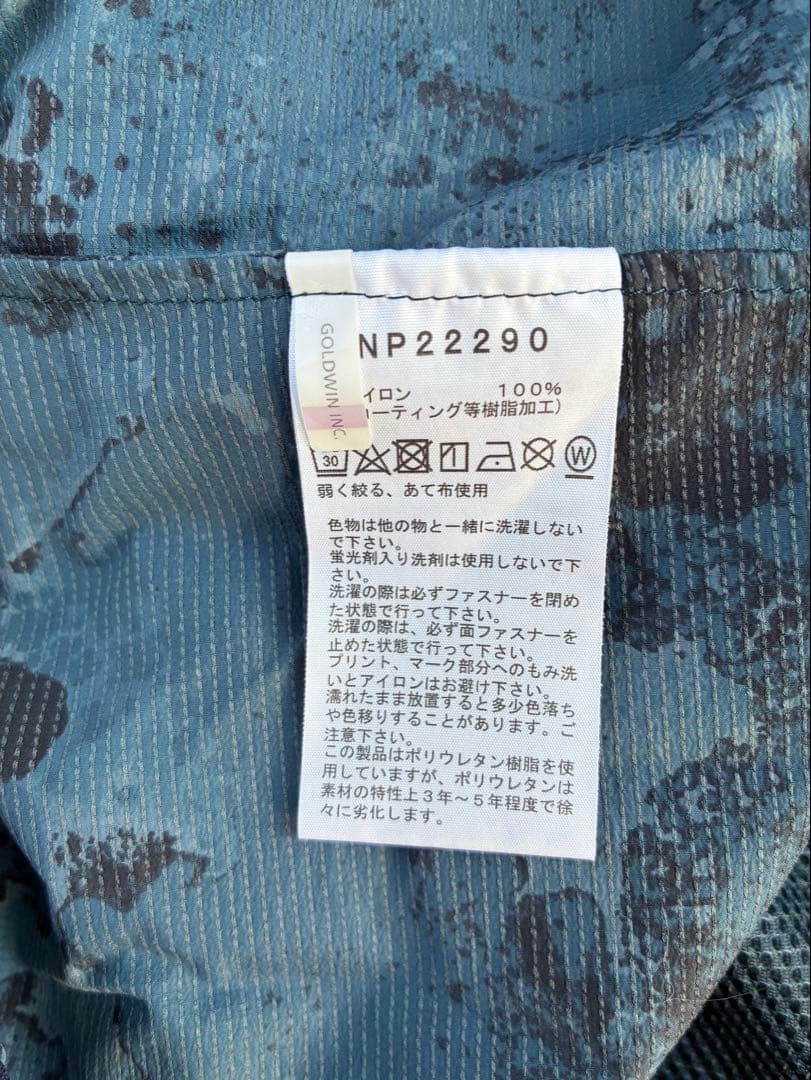 NP22290
GOLDWIN INC.
イロン 100%
ーティング等樹脂加工)
30
W
弱く絞る、あて布使用
色物は他の物と一緒に洗濯しない
で下さい。
蛍光剤入り洗剤は使用しないで下
さい。
洗濯の際は必ずファスナーを閉め
た状態で行って下さい。
洗濯の際は、必ず面ファスナーを
止めた状態で行って下さい。
プリント、マーク部分へのもみ洗
いとアイロンはお避け下さい。
濡れたまま放置すると多少色落ち
や色移りすることがあります。ご
注意下さい。
この製品はポリウレタン樹脂を使
用していますが、ポリウレタンは
素材の特性上3年~5年程度で徐
々に劣化します。